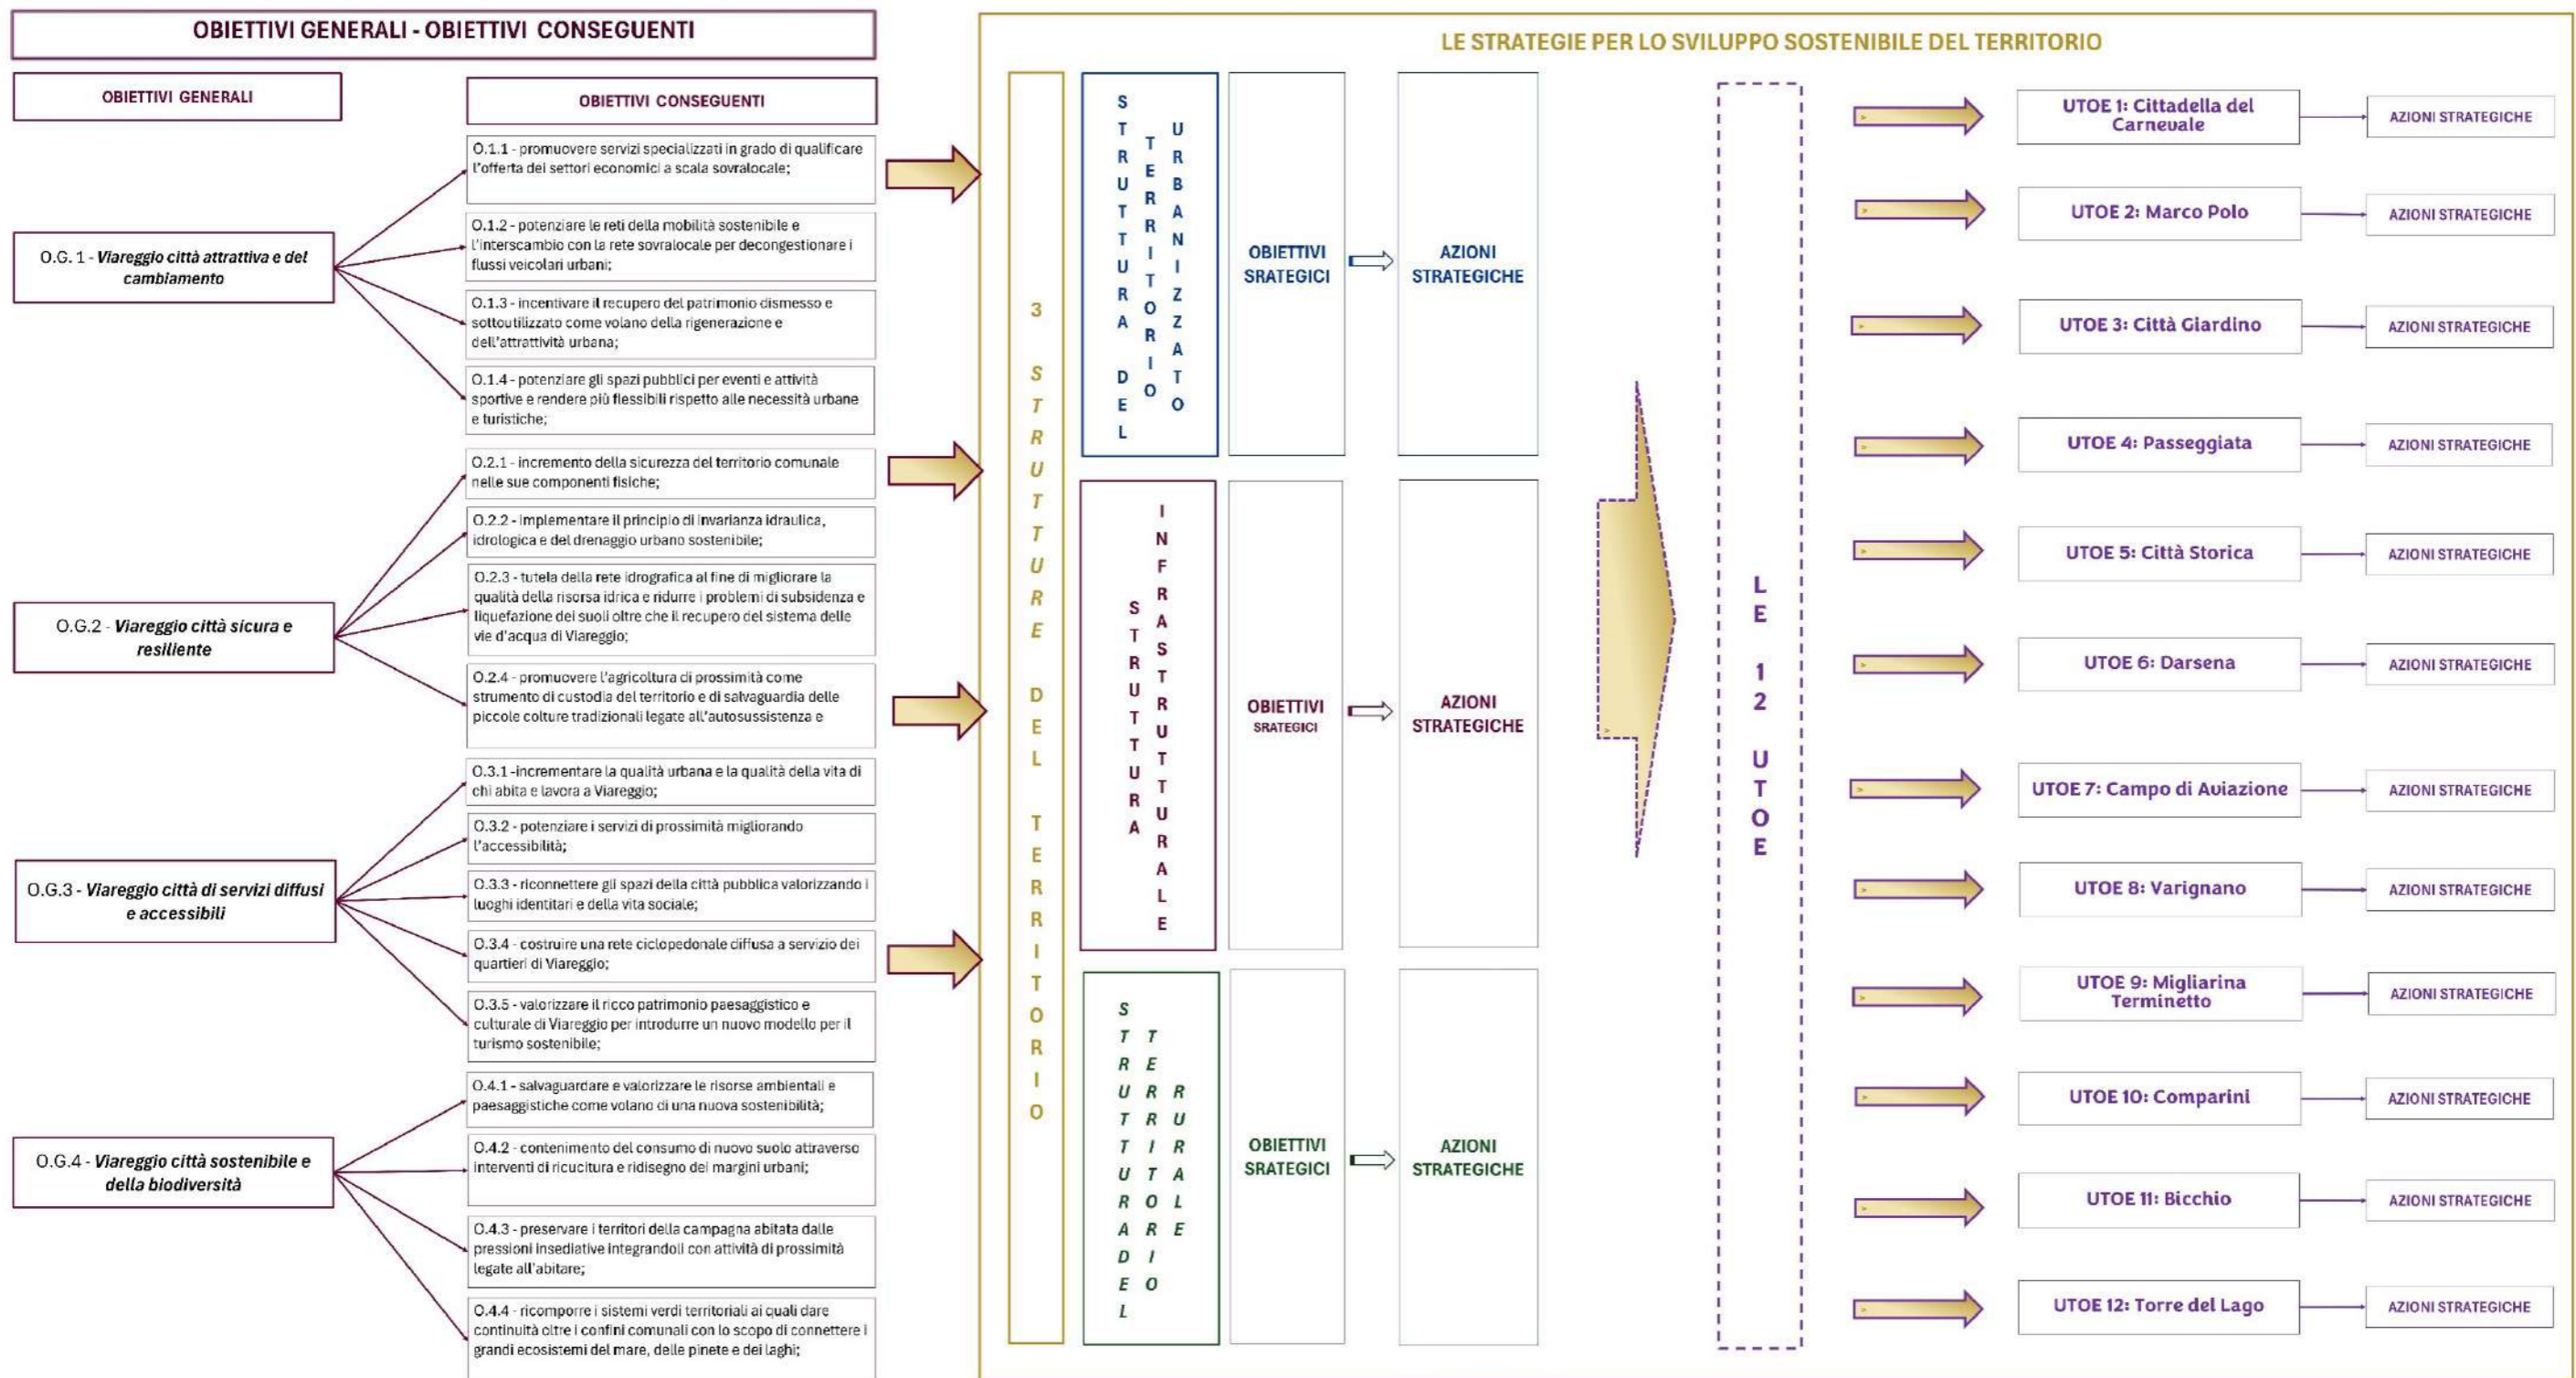 OBIETTIVI GENERALI - OBIETTIVI CONSEGUENTI
OBIETTIVI GENERALI
OBIETTIVI CONSEGUENTI
O.G. 1 - Viareggio città attrattiva e del
cambiamento
O.1.1 - promuovere servizi specializzati in grado di qualificare
l'offerta dei settori economici a scala sovralocale;
O.1.2 - potenziare le reti della mobilità sostenibile e
l'interscambio con la rete sovralocale per decongestionare i
flussi veicolari urbani;
O.1.3 - incentivare il recupero del patrimonio dismesso e
sottoutilizzato come volano della rigenerazione e
dell'attrattività urbana;
O.1.4 - potenziare gli spazi pubblici per eventi e attività
sportive e rendere più flessibili rispetto alle necessità urbane
e turistiche;
O.G.2 - Viareggio città sicura e
resiliente
O.2.1 - incremento della sicurezza del territorio comunale
nelle sue componenti fisiche;
O.2.2 - implementare il principio di invarianza idraulica,
idrologica e del drenaggio urbano sostenibile;
O.2.3 - tutela della rete idrografica al fine di migliorare la
qualità della risorsa idrica e ridurre i problemi di subsidenza e
liquefazione dei suoli oltre che il recupero del sistema delle
vie d'acqua di Viareggio;
O.2.4 - promuovere l'agricoltura di prossimità come
strumento di custodia del territorio e di salvaguardia delle
piccole colture tradizionali legate all'autosussistenza e
O.G.3 - Viareggio città di servizi diffusi
e accessibili
O.3.1 -incrementare la qualità urbana e la qualità della vita di
chi abita e lavora a Viareggio;
O.3.2 - potenziare i servizi di prossimità migliorando
l'accessibilità;
O.3.3 - riconnettere gli spazi della città pubblica valorizzando i
luoghi identitari e della vita sociale;
O.3.4 - costruire una rete ciclopedonale diffusa a servizio dei
quartieri di Viareggio;
O.3.5 - valorizzare il ricco patrimonio paesaggistico e
culturale di Viareggio per introdurre un nuovo modello per il
turismo sostenibile;
O.G.4 - Viareggio città sostenibile e
della biodiversità
O.4.1 - salvaguardare e valorizzare le risorse ambientali e
paesaggistiche come volano di una nuova sostenibilità;
O.4.2 - contenimento del consumo di nuovo suolo attraverso
interventi di ricucitura e ridisegno dei margini urbani;
O.4.3 - preservare i territori della campagna abitata dalle
pressioni insediative integrandoli con attività di prossimità
legate all'abitare;
O.4.4 - ricomporre i sistemi verdi territoriali ai quali dare
continuità oltre i confini comunali con lo scopo di connettere i
grandi ecosistemi del mare, delle pinete e dei laghi;
LE STRATEGIE PER LO SVILUPPO SOSTENIBILE DEL TERRITORIO
3 STRUTTURE DEL TERRITORIO
STRUTTURA DEL
TERRITORIO
URBANIZZATO
OBIETTIVI
SRATEGICI
AZIONI
STRATEGICHE
STRUTTURA
INFRASTRUTTURALE
OBIETTIVI
SRATEGICI
AZIONI
STRATEGICHE
STRUTTURA DEL
TERRITORIO
RURALE
OBIETTIVI
SRATEGICI
AZIONI
STRATEGICHE
LE 12 UTOE
UTOE 1: Cittadella del
Carnevale
AZIONI STRATEGICHE
UTOE 2: Marco Polo
AZIONI STRATEGICHE
UTOE 3: Città Giardino
AZIONI STRATEGICHE
UTOE 4: Passeggiata
AZIONI STRATEGICHE
UTOE 5: Città Storica
AZIONI STRATEGICHE
UTOE 6: Darsena
AZIONI STRATEGICHE
UTOE 7: Campo di Aviazione
AZIONI STRATEGICHE
UTOE 8: Varignano
AZIONI STRATEGICHE
UTOE 9: Migliarina
Terminetto
AZIONI STRATEGICHE
UTOE 10: Comparini
AZIONI STRATEGICHE
UTOE 11: Bicchio
AZIONI STRATEGICHE
UTOE 12: Torre del Lago
AZIONI STRATEGICHE